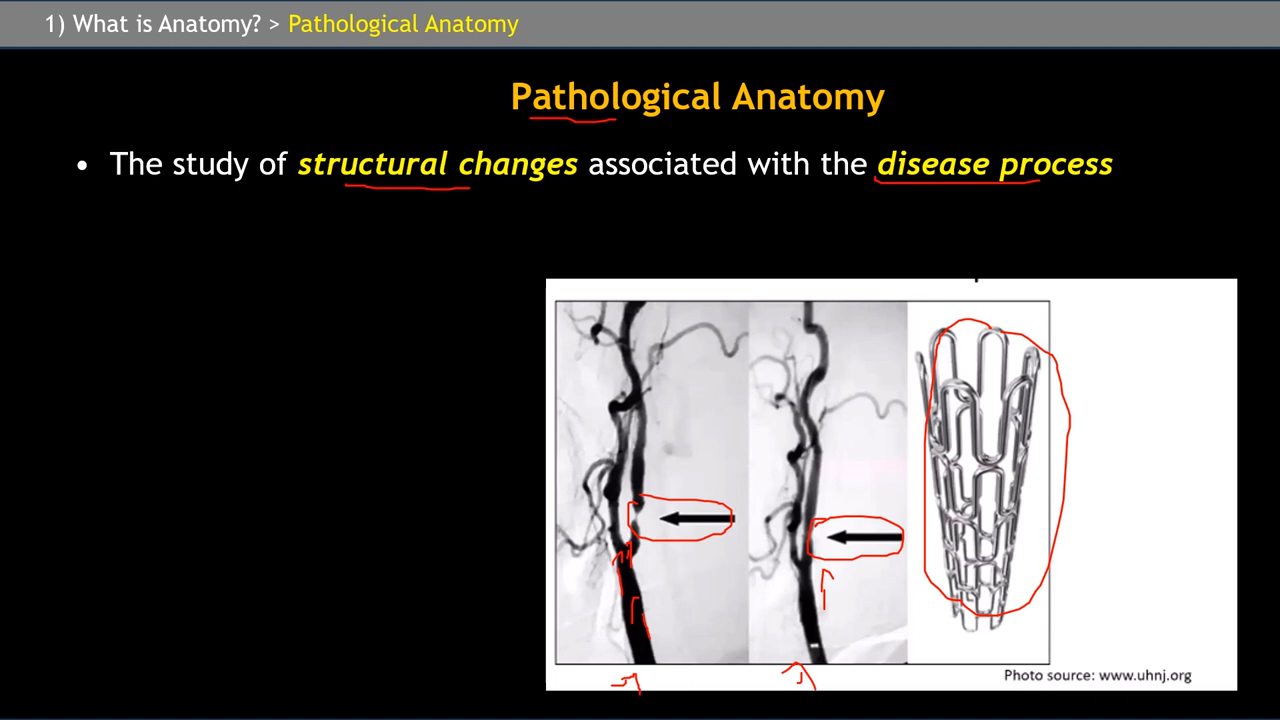 1) What is Anatomy? > Pathological Anatomy
Pathological Anatomy
• The study of structural changes associated with the disease process
Photo source: www.uhnj.org